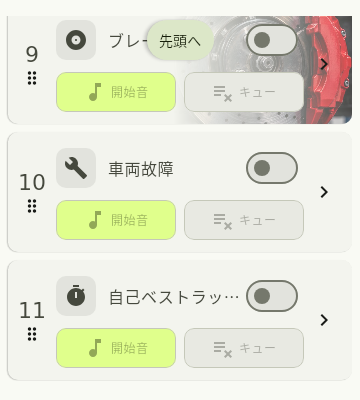 9
ブレー
先頭へ
開始音
キュー
10
車両故障
開始音
キュー
11
自己ベストラッ…
開始音
キュー